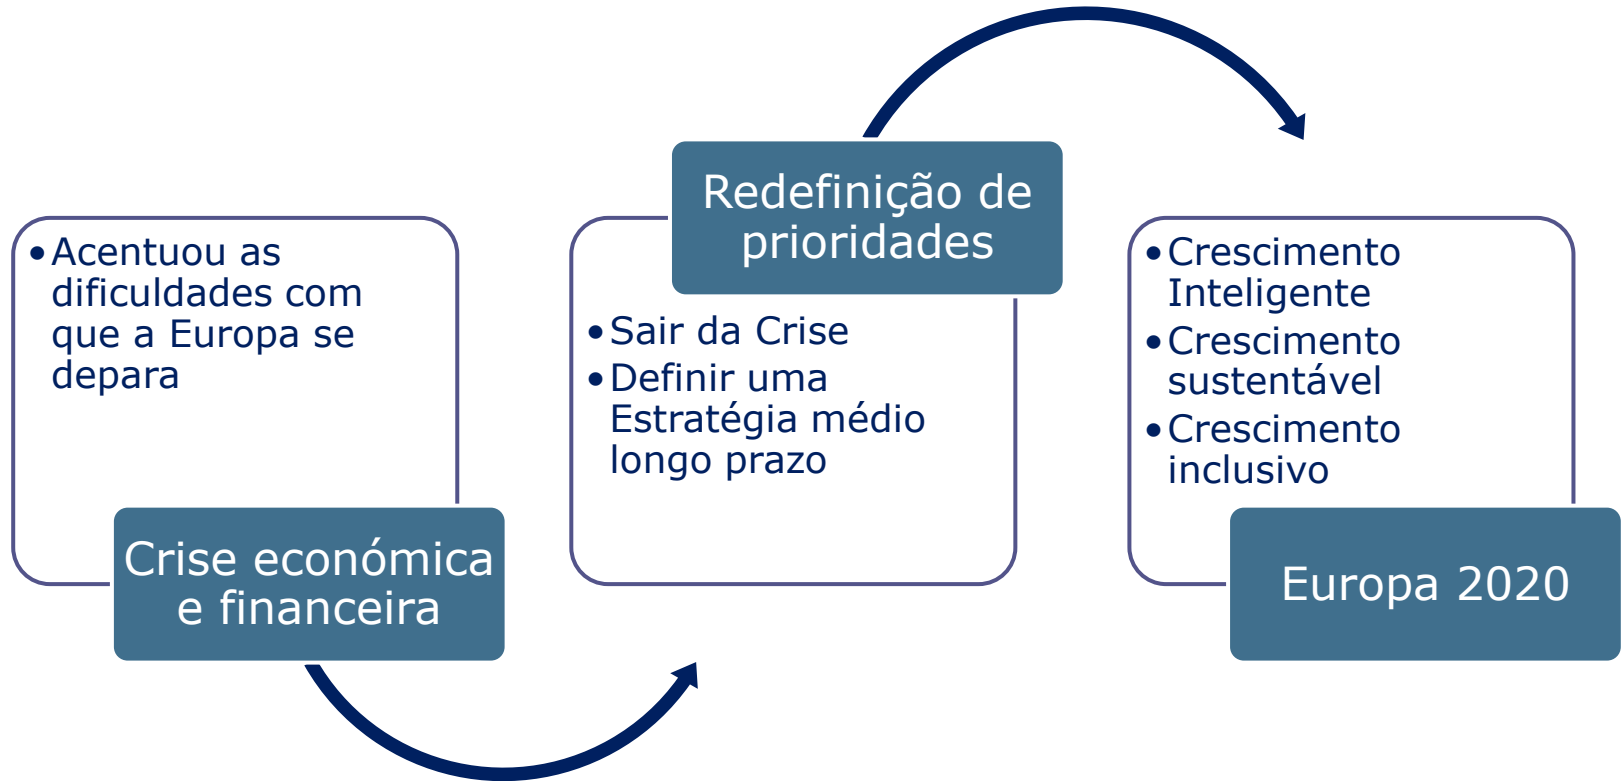 •Acentuou as
dificuldades com
que a Europa se
depara
Crise económica
e financeira
Redefinição de
prioridades
•Sair da Crise
•Definir uma
Estratégia médio
longo prazo
•Crescimento
Inteligente
•Crescimento
sustentável
•Crescimento
inclusivo
Europa 2020